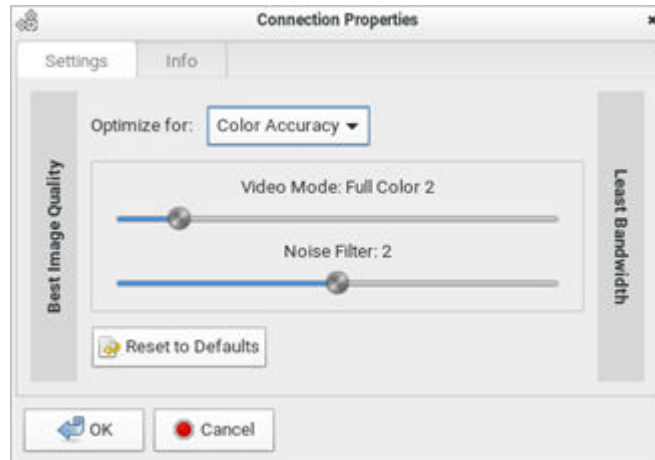 Connection Properties
Settings
Info
Best Image Quality
Optimize for: Color Accuracy
Video Mode: Full Color 2
Noise Filter: 2
Reset to Defaults
Least Bandwidth
OK
Cancel